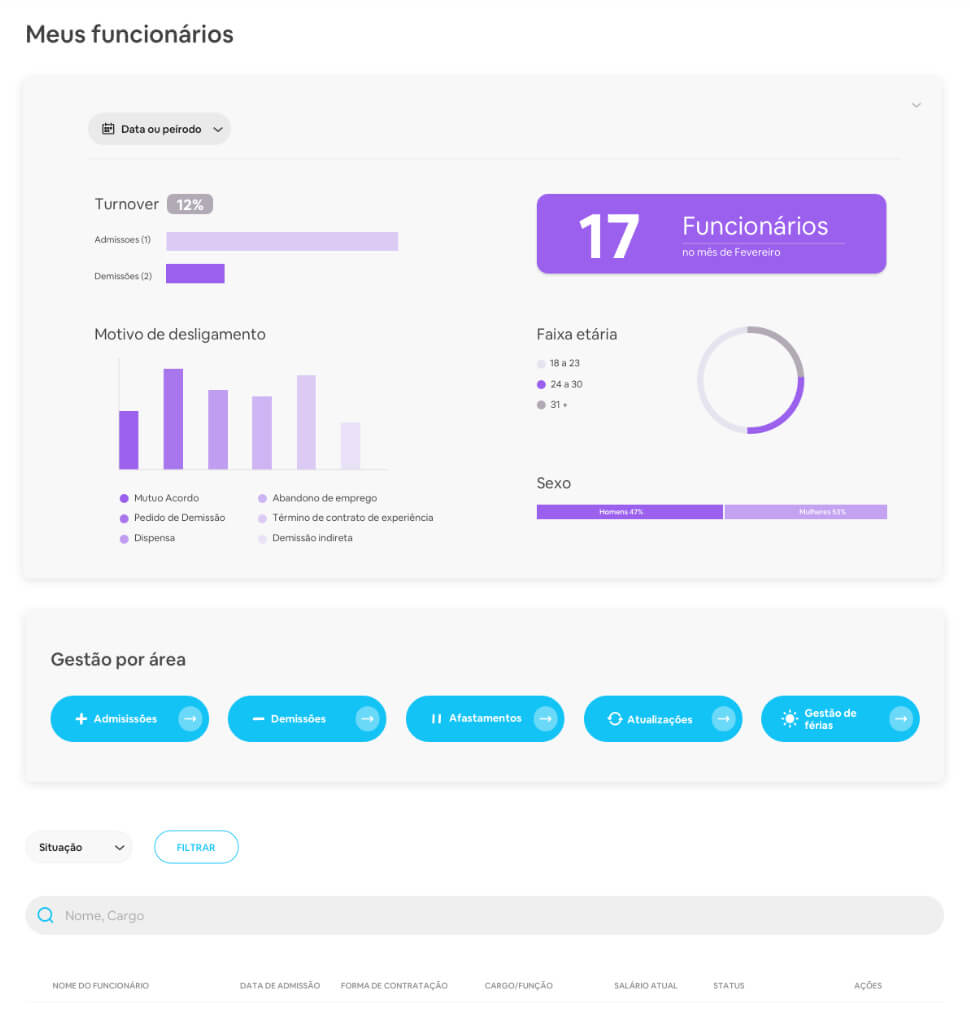 Meus funcionários
Data ou peírodo
Turnover 12%
Admissoes (1)
Demissões (2)
17 Funcionários
no mês de Fevereiro
Motivo de desligamento
Mutuo Acordo
Pedido de Demissão
Dispensa
Abandono de emprego
Término de contrato de experiência
Demissão indireta
Faixa etária
18 a 23
24 a 30
31 +
Sexo
Homens 47% Mulheres 53%
Gestão por área
Admisissões
Demissões
Afastamentos
Atualizações
Gestão de
férias
Situação
FILTRAR
Nome, Cargo
NOME DO FUNCIONÁRIO DATA DE ADMISSÃO FORMA DE CONTRATAÇÃO CARGO/FUNÇÃO SALÁRIO ATUAL STATUS AÇÕES